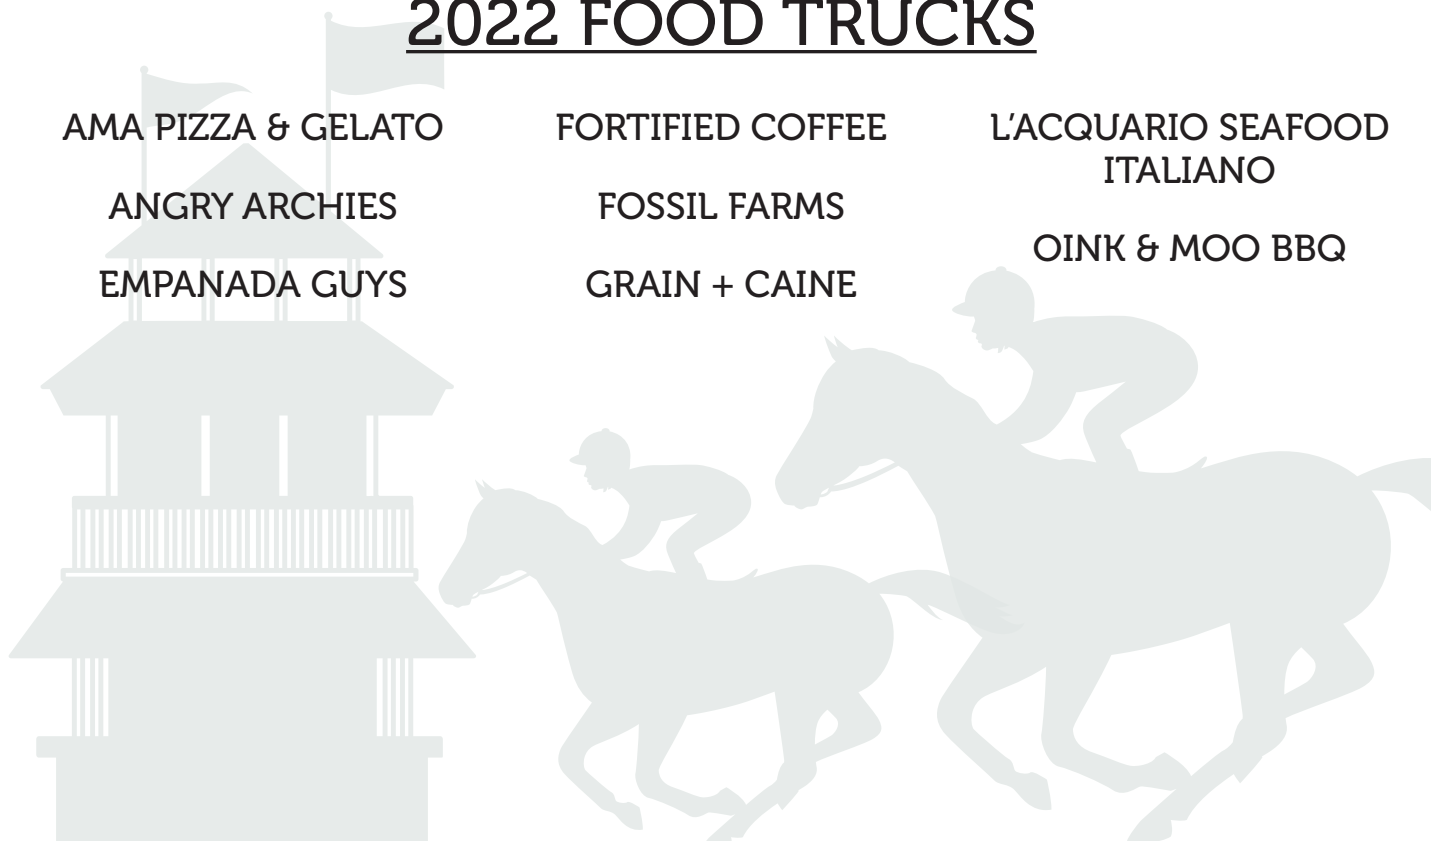 2022 FOOD TRUCKS
AMA PIZZA & GELATO
ANGRY ARCHIES
EMPANADA GUYS
FORTIFIED COFFEE
FOSSIL FARMS
GRAIN + CAINE
L'ACQUARIO SEAFOOD
ITALIANO
OINK & MOO BBQ